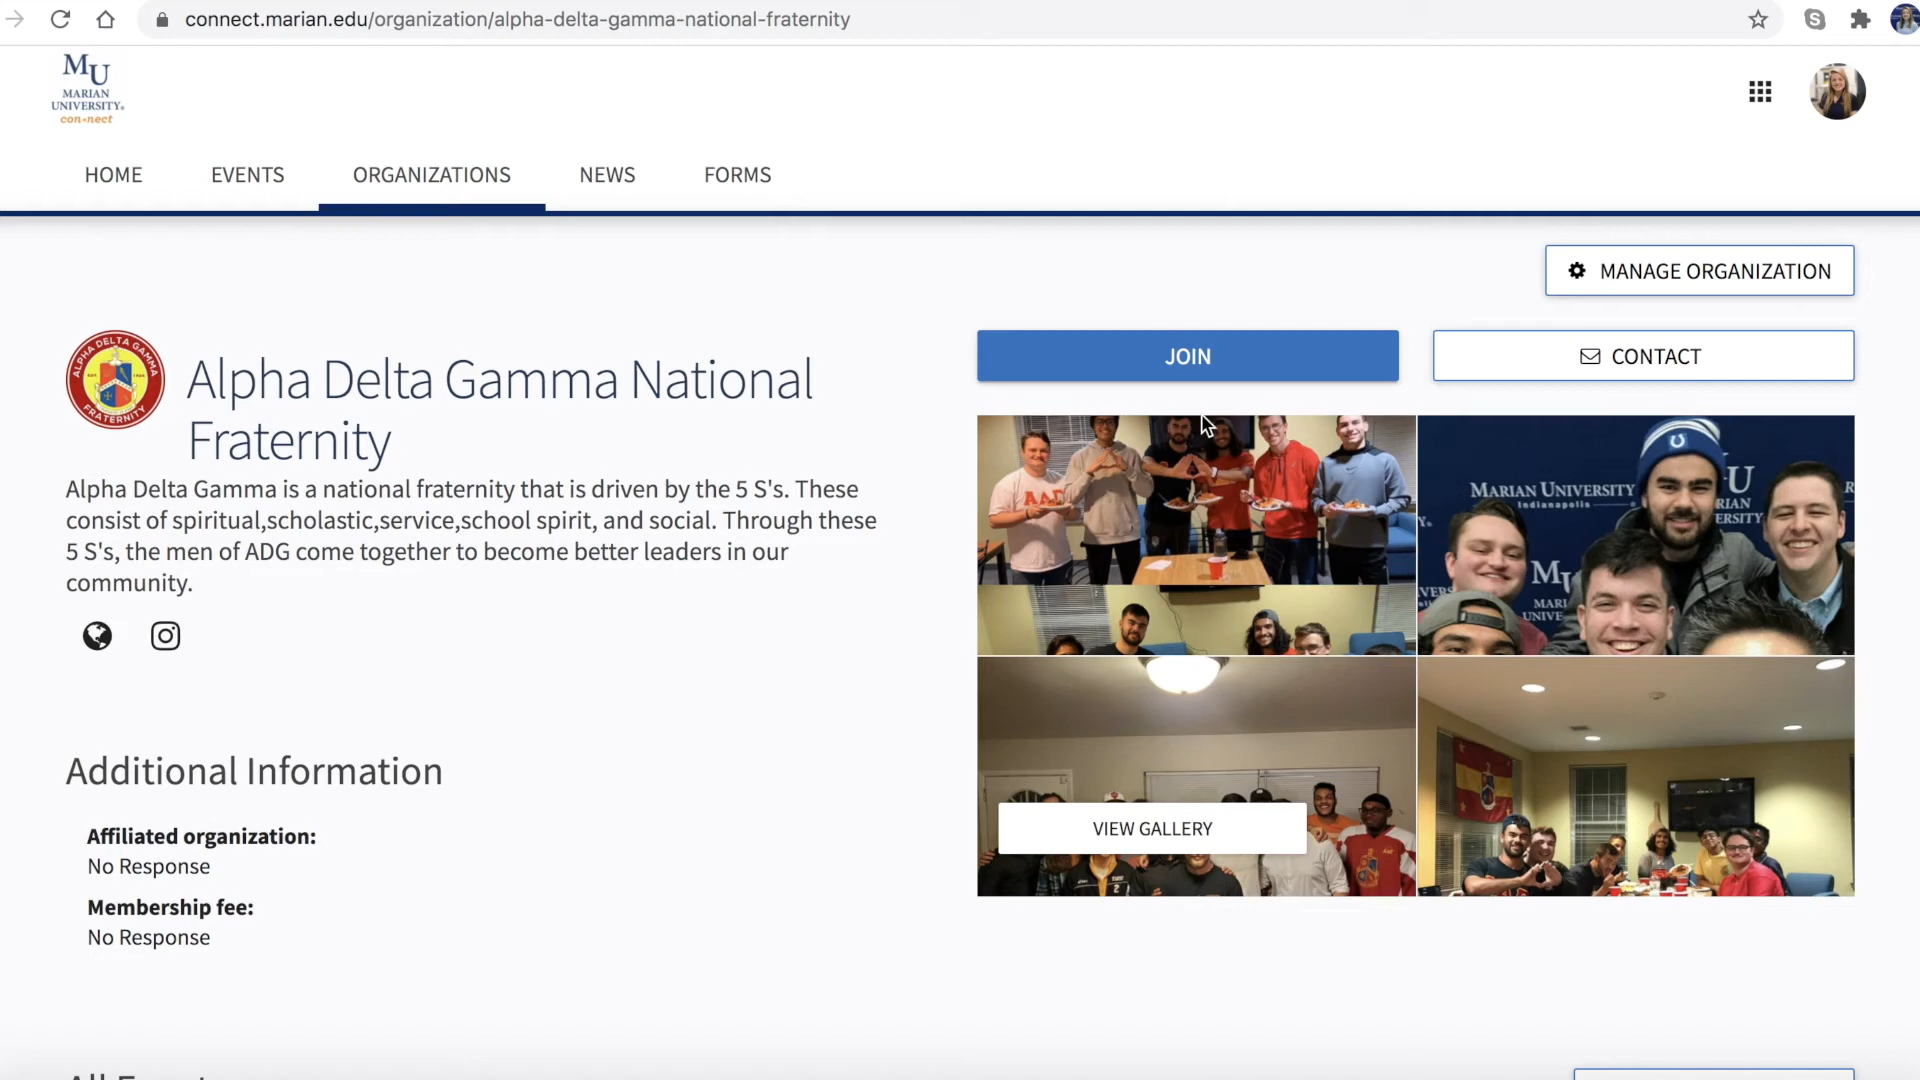 connect.marian.edu/organization/alpha-delta-gamma-national-fraternity
MU
MARIAN
UNIVERSITY®
con•nect
HOME
EVENTS
ORGANIZATIONS
NEWS
FORMS
MANAGE ORGANIZATION
ALPHA DELTA GAMMA
FRATERNITY
Alpha Delta Gamma National
Fraternity
JOIN
CONTACT
Alpha Delta Gamma is a national fraternity that is driven by the 5 S's. These
consist of spiritual,scholastic,service,school spirit, and social. Through these
5 S's, the men of ADG come together to become better leaders in our
community.
MARIAN UNIVERSITY
Indianapolis
VIEW GALLERY
Additional Information
Affiliated organization:
No Response
Membership fee:
No Response